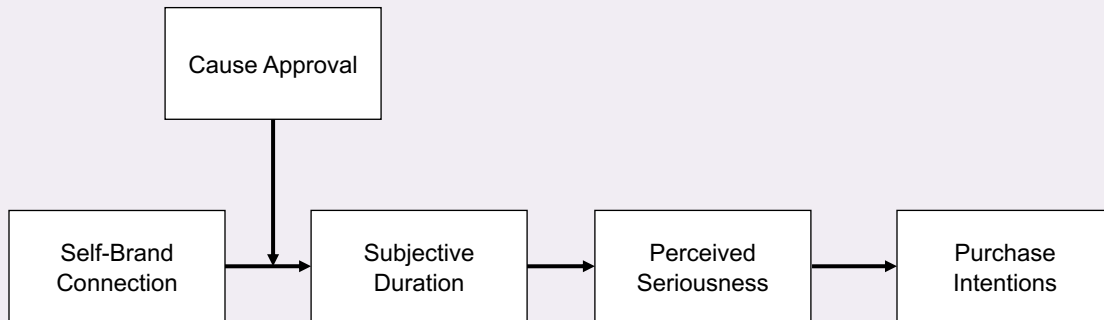 Cause Approval
Self-Brand
Connection
Subjective
Duration
Perceived
Seriousness
Purchase
Intentions